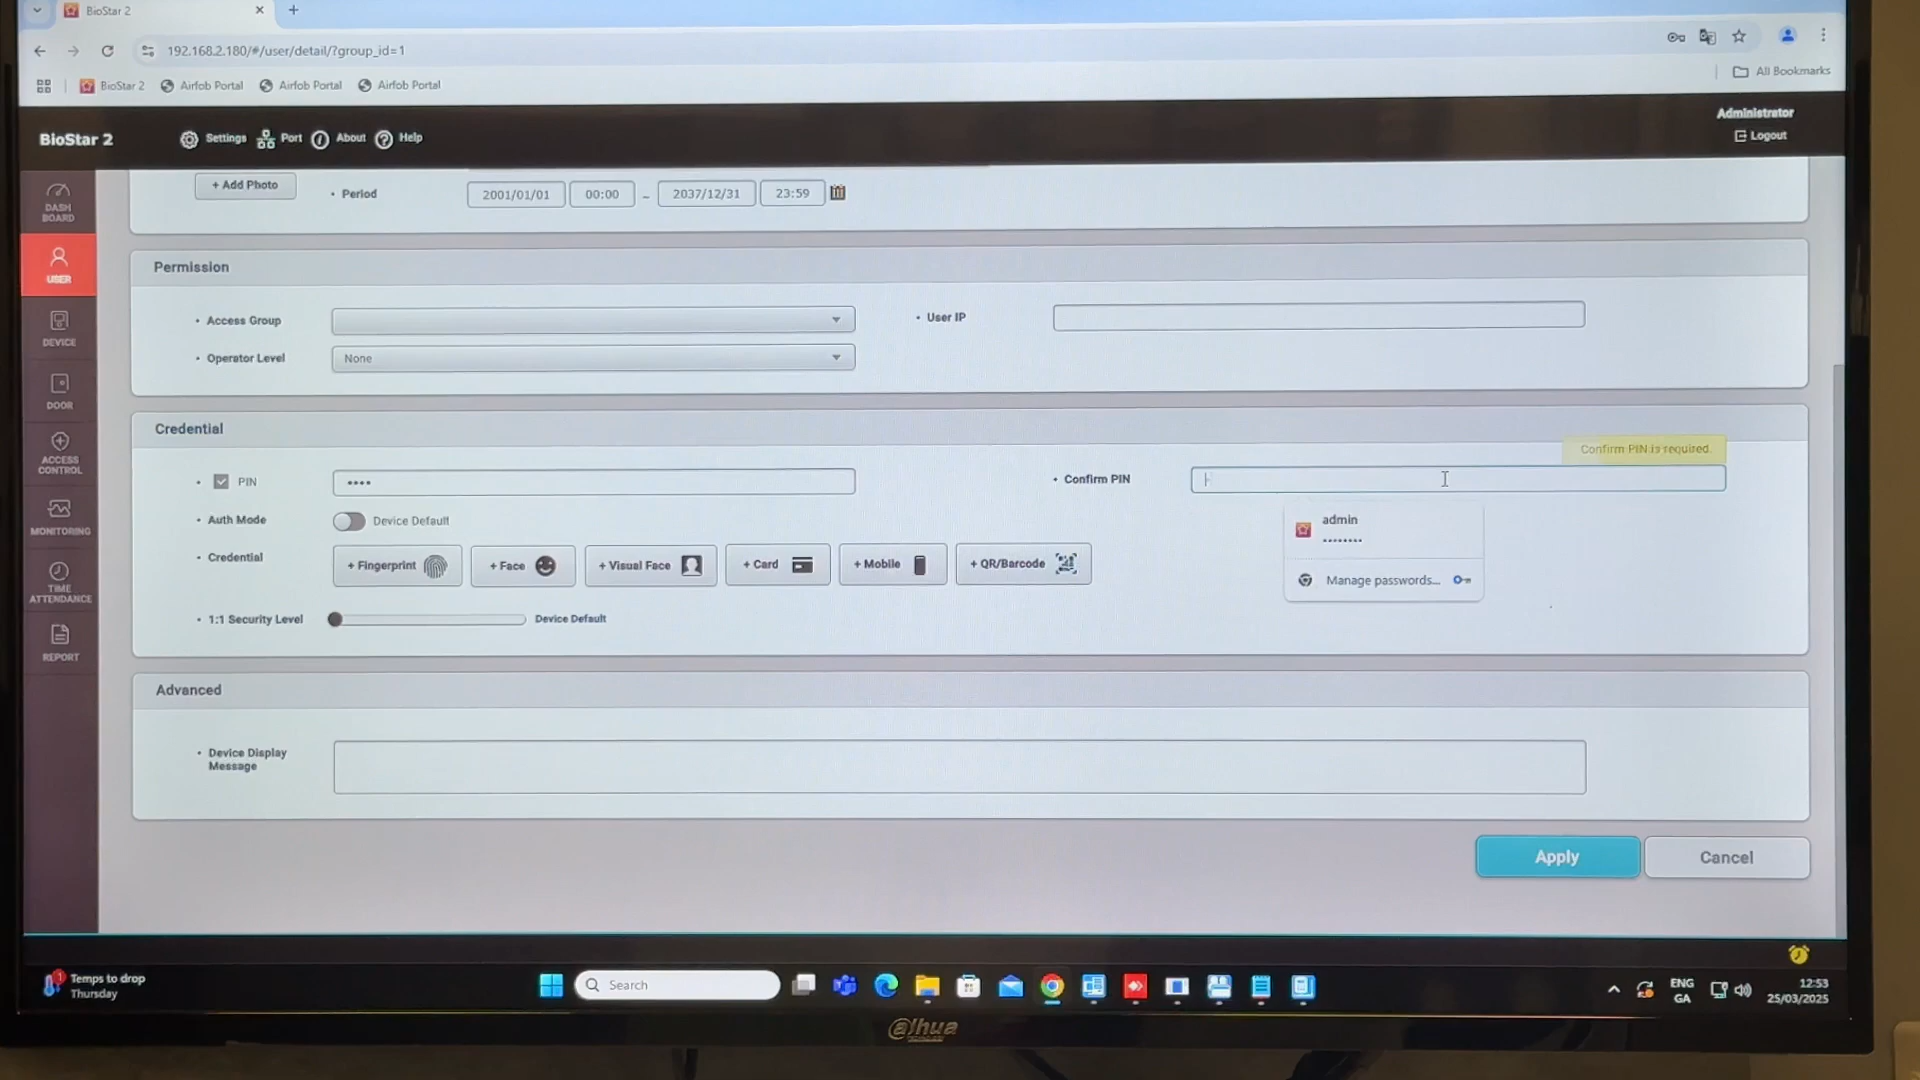 BioStar 2
192.168.2.180/#/user/detail/?group_id=1
BioStar 2 Airfob Portal Airfob Portal Airfob Portal
All Bookmarks
BioStar 2 Settings Port About Help
Administrator
Logout
DASH
BOARD
USER
DEVICE
DOOR
ACCESS
CONTROL
MONITORING
TIME
ATTENDANCE
REPORT
+ Add Photo
• Period 2001/01/01 00:00 – 2037/12/31 23:59
Permission
• Access Group
• User IP
• Operator Level None
Credential
Confirm PIN is required.
• PIN ••••
• Confirm PIN
• Auth Mode Device Default
admin
••••••••
Manage passwords...
• Credential + Fingerprint + Face + Visual Face + Card + Mobile + QR/Barcode
• 1:1 Security Level Device Default
Advanced
• Device Display
Message
Apply Cancel
1
Temps to drop
Thursday
Search
ENG
GA
12:53
25/03/2025
alhua